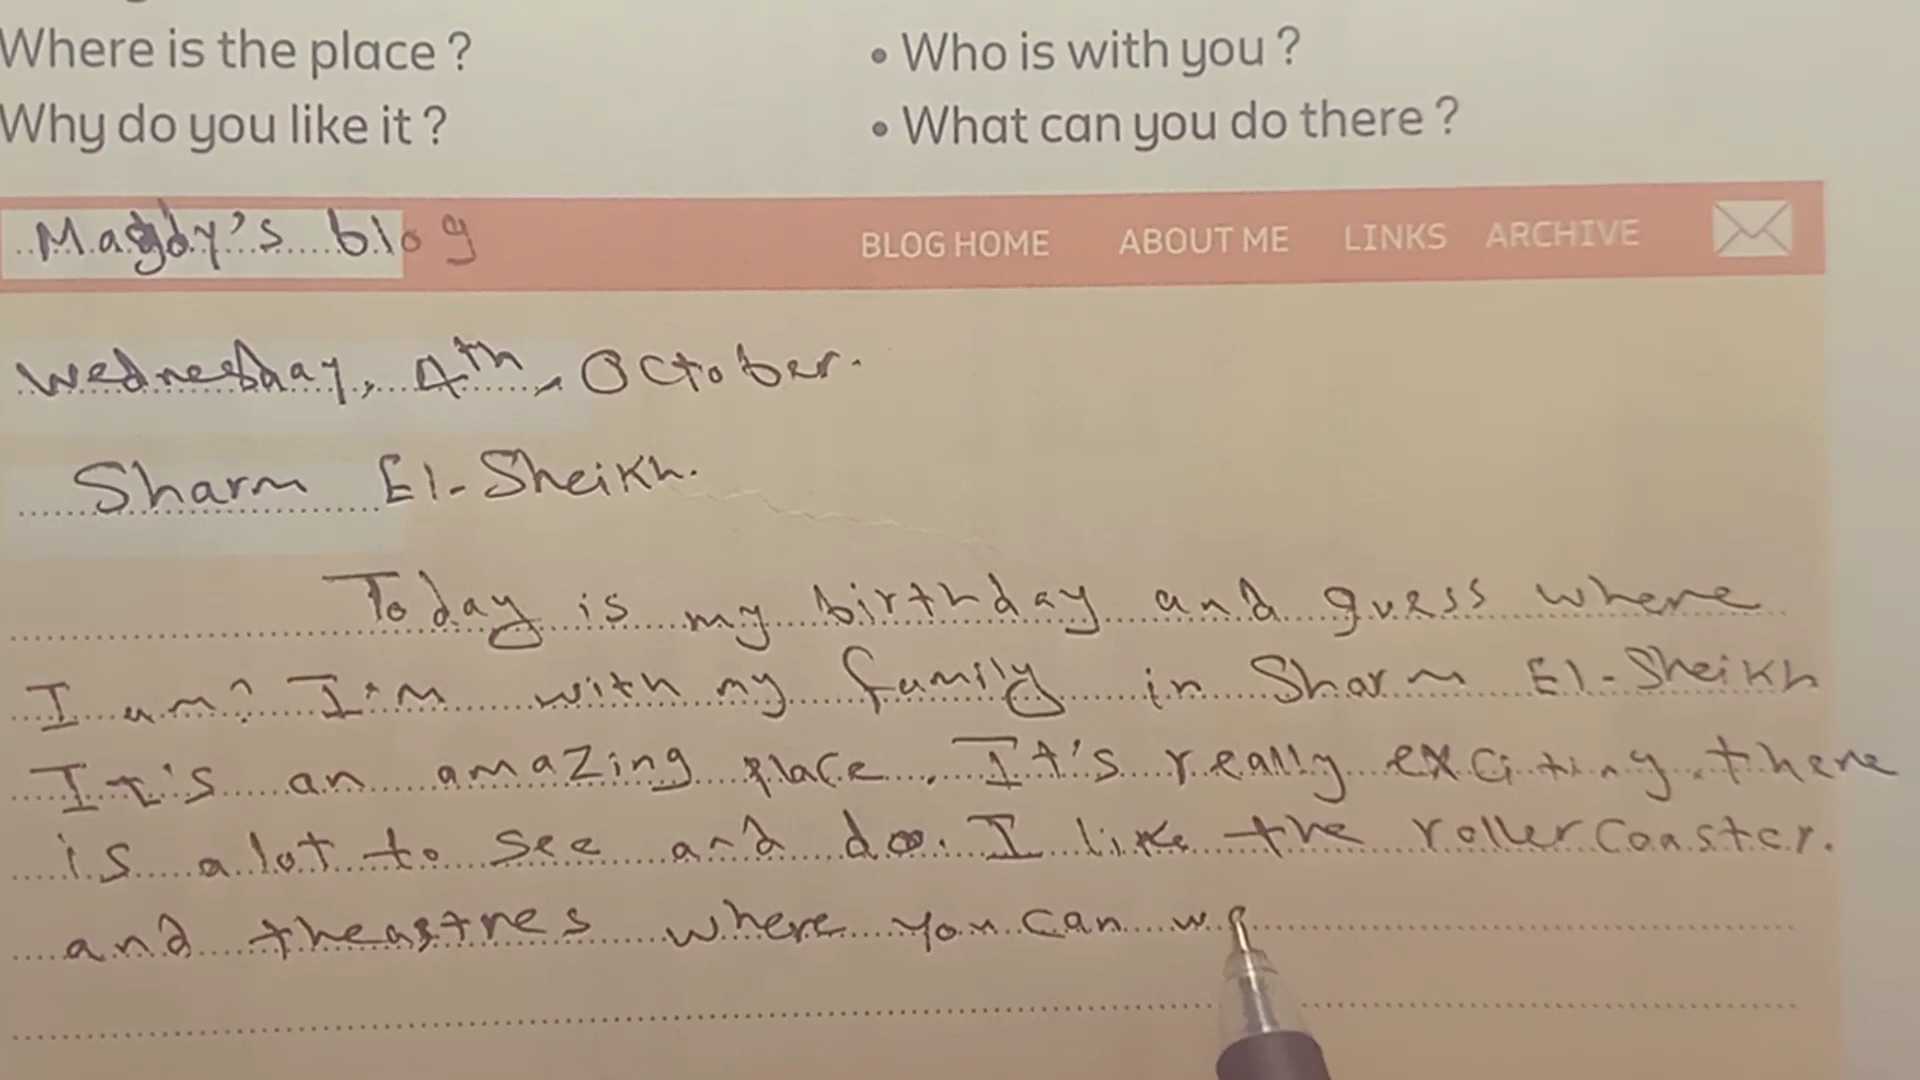 Where is the place ? • Who is with you ?
Why do you like it ? • What can you do there ?
Magdy's blog BLOG HOME ABOUT ME LINKS ARCHIVE
Wednesday, 4th, October.
Sharm El-Sheikh.
Today is my birthday and guess where
I am? I'm with my family in Sharm El-Sheikh
It's an amazing place. It's really exciting. there
is a lot to see and do. I like the roller coaster.
and theastres where you can w